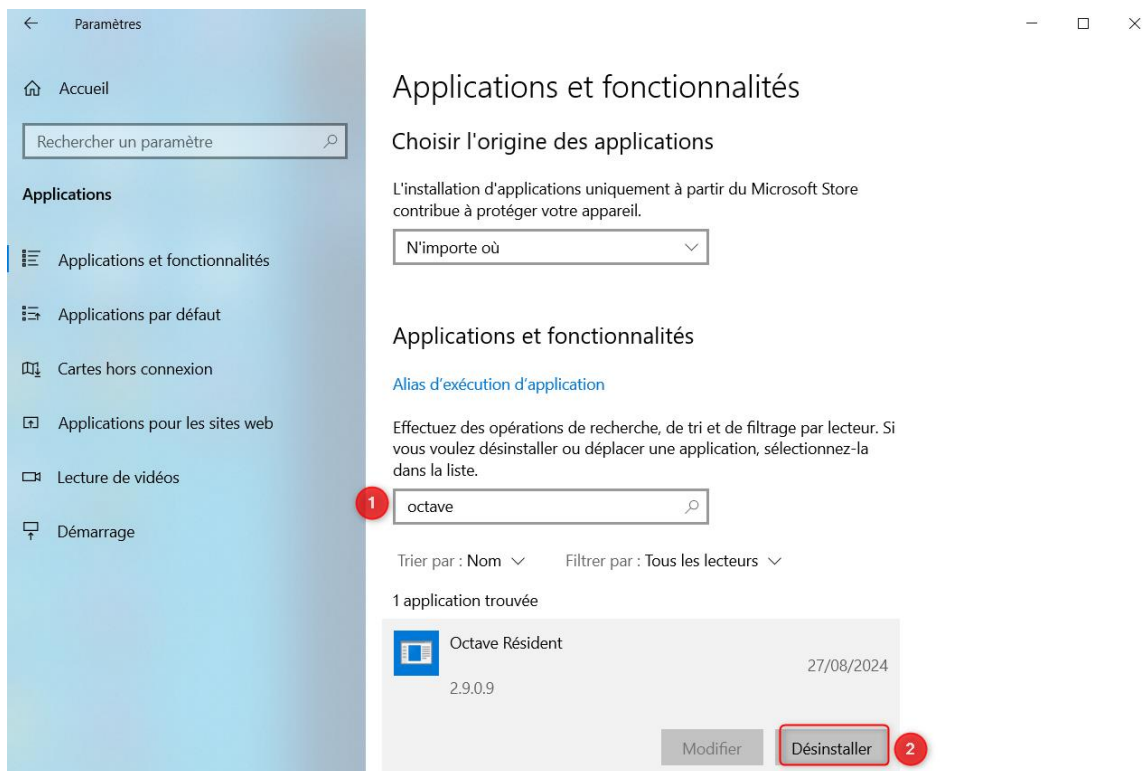 Paramètres
Accueil
Rechercher un paramètre
Applications
Applications et fonctionnalités
Applications par défaut
Cartes hors connexion
Applications pour les sites web
Lecture de vidéos
Démarrage
Applications et fonctionnalités
Choisir l'origine des applications
L'installation d'applications uniquement à partir du Microsoft Store
contribue à protéger votre appareil.
N'importe où
Applications et fonctionnalités
Alias d’exécution d’application
Effectuez des opérations de recherche, de tri et de filtrage par lecteur. Si
vous voulez désinstaller ou déplacer une application, sélectionnez-la
dans la liste.
1
octave
Trier par : Nom Filtrer par : Tous les lecteurs
1 application trouvée
Octave Résident
27/08/2024
2.9.0.9
Modifier Désinstaller 2